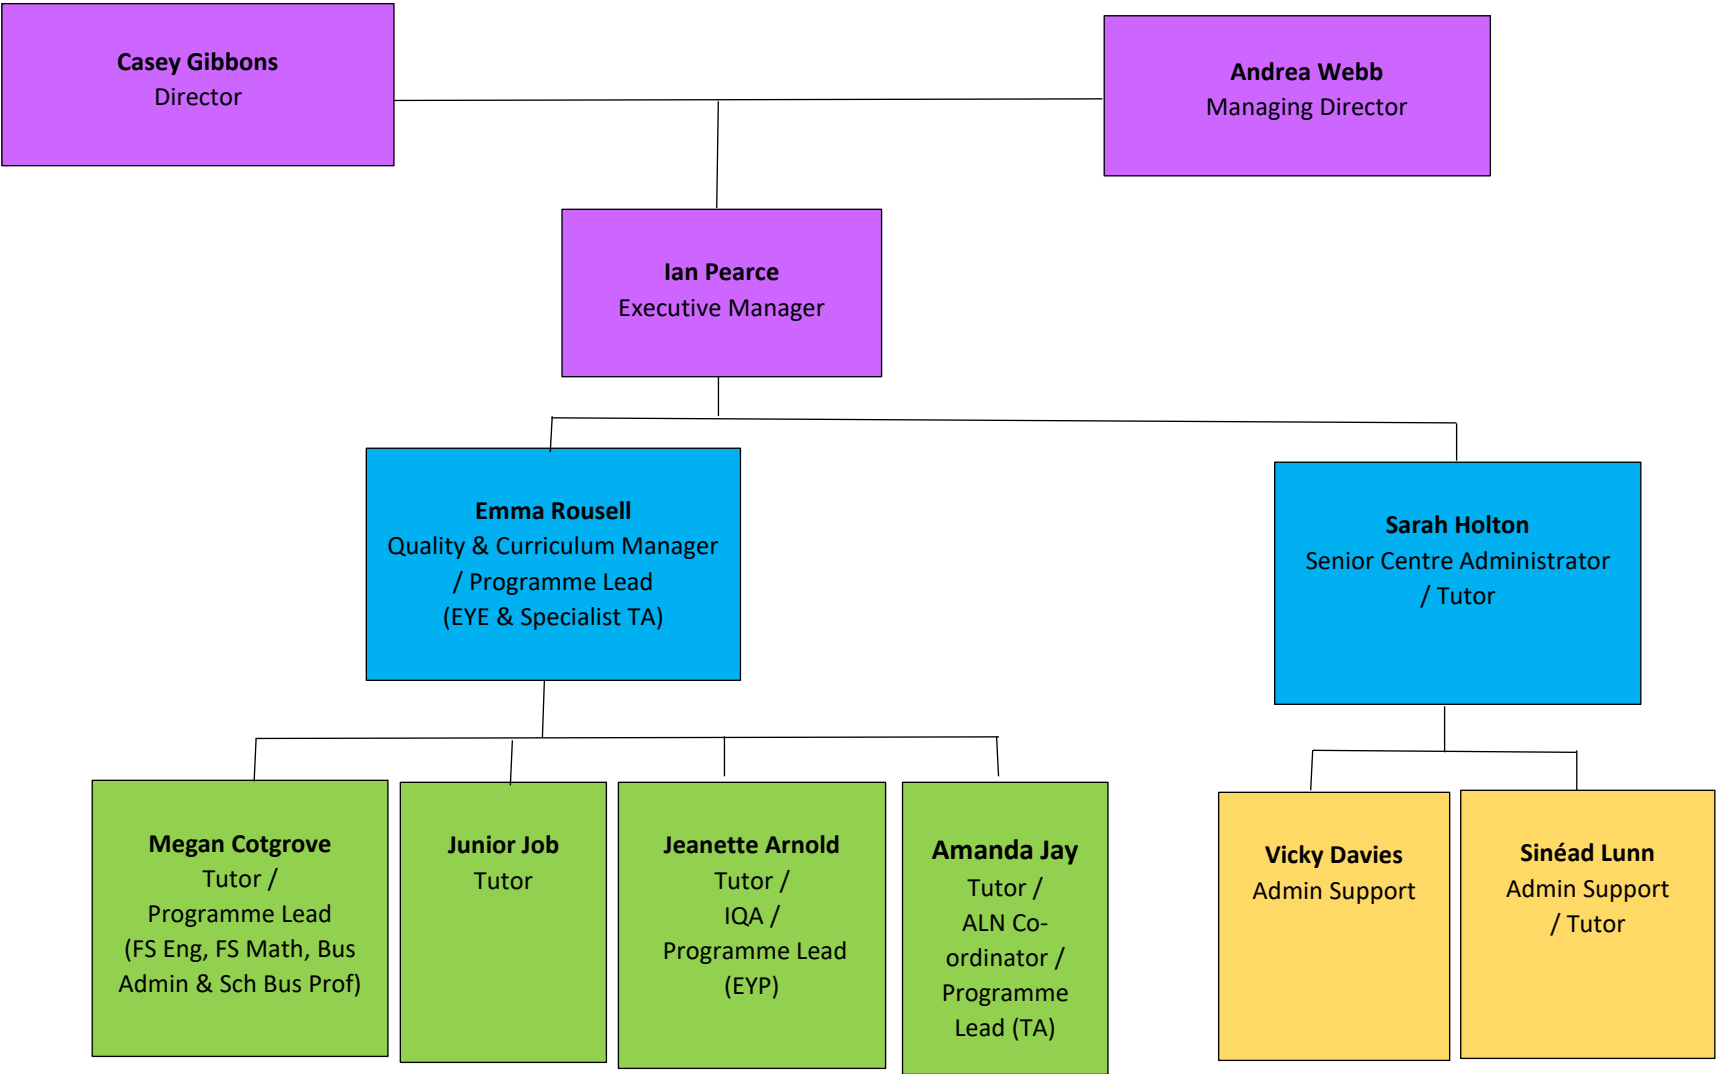 Casey Gibbons
Director
Andrea Webb
Managing Director
Ian Pearce
Executive Manager
Emma Rousell
Quality & Curriculum Manager
/ Programme Lead
(EYE & Specialist TA)
Sarah Holton
Senior Centre Administrator
/ Tutor
Megan Cotgrove
Tutor /
Programme Lead
(FS Eng, FS Math, Bus
Admin & Sch Bus Prof)
Junior Job
Tutor
Jeanette Arnold
Tutor /
IQA /
Programme Lead
(EYP)
Amanda Jay
Tutor /
ALN Co-
ordinator /
Programme
Lead (TA)
Vicky Davies
Admin Support
Sinéad Lunn
Admin Support
/ Tutor